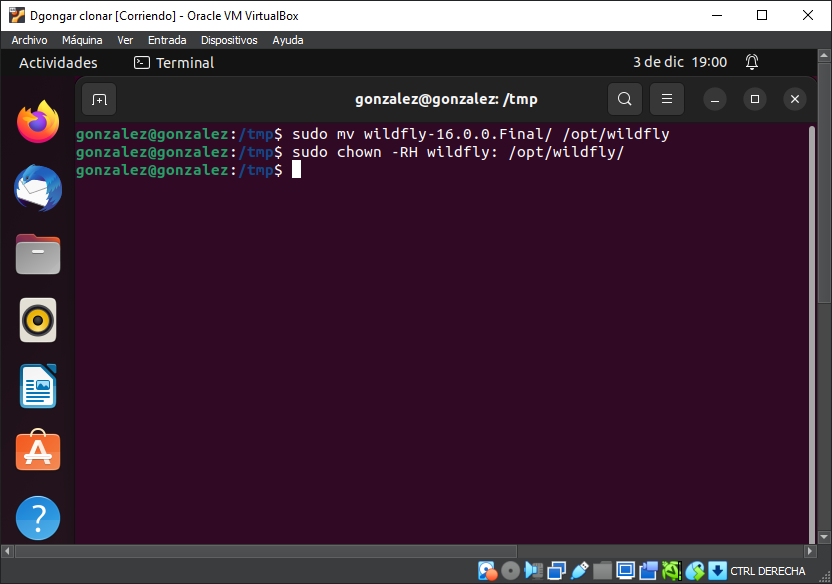 Dgongar clonar [Corriendo] - Oracle VM VirtualBox
Archivo Máquina Ver Entrada Dispositivos Ayuda
Actividades Terminal 3 de dic 19:00
gonzalez@gonzalez: /tmp
gonzalez@gonzalez:/tmp$ sudo mv wildfly-16.0.0.Final/ /opt/wildfly
gonzalez@gonzalez:/tmp$ sudo chown -RH wildfly: /opt/wildfly/
gonzalez@gonzalez:/tmp$
CTRL DERECHA